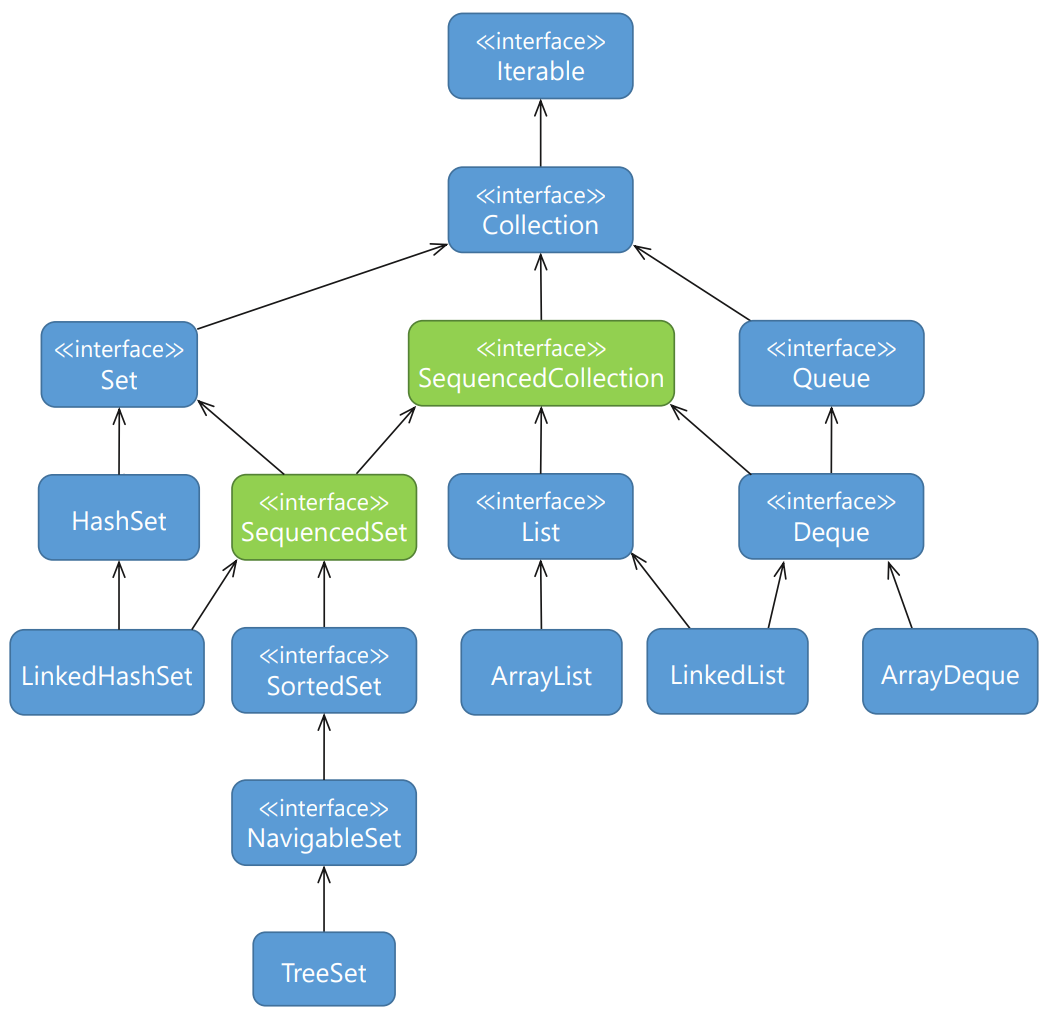 ≪interface≫
Iterable
≪interface≫
Collection
≪interface≫
Set
≪interface≫
SequencedCollection
≪interface≫
Queue
HashSet
≪interface≫
SequencedSet
≪interface≫
List
≪interface≫
Deque
LinkedHashSet
≪interface≫
SortedSet
ArrayList
LinkedList
ArrayDeque
≪interface≫
NavigableSet
TreeSet